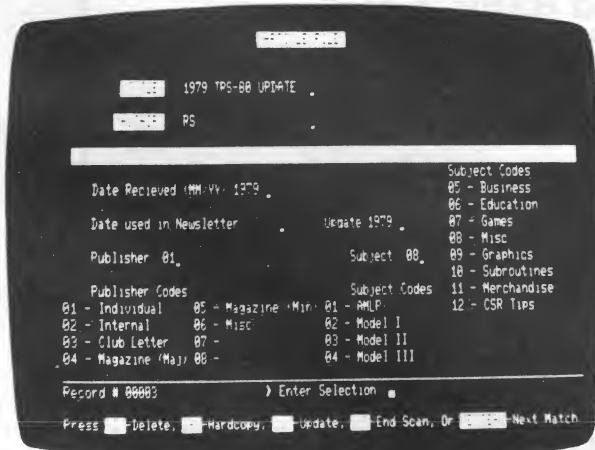 1979 TRS-80 UPDATE
RS
Subject Codes
Date Recieved (MM/YY) 1979
05 - Business
06 - Education
Date used in Newsletter Update 1979
07 - Games
08 - Misc
Publisher 01 Subject 08
09 - Graphics
10 - Subroutines
Publisher Codes Subject Codes
11 - Merchandise
01 - Individual 05 - Magazine (Min) 01 - 
12 - CSR Tips
02 - Internal 06 - Misc 02 - Model I
03 - Club Letter 07 - 03 - Model II
04 - Magazine (Maj) 08 - 04 - Model III
Record # 00003 > Enter Selection
Press Delete, Hardcopy, Update, End Scan, Or Next Match